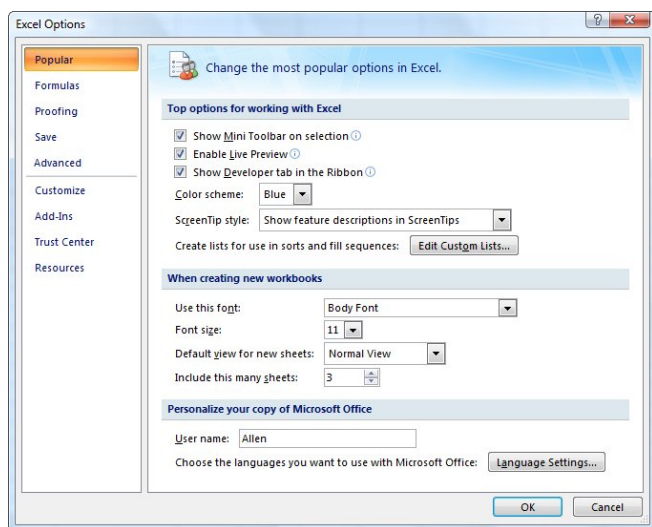 Excel Options
Popular
Formulas
Proofing
Save
Advanced
Customize
Add-Ins
Trust Center
Resources
Change the most popular options in Excel.
Top options for working with Excel
Show Mini Toolbar on selection
Enable Live Preview
Show Developer tab in the Ribbon
Color scheme: Blue
ScreenTip style: Show feature descriptions in ScreenTips
Create lists for use in sorts and fill sequences: Edit Custom Lists...
When creating new workbooks
Use this font: Body Font
Font size: 11
Default view for new sheets: Normal View
Include this many sheets: 3
Personalize your copy of Microsoft Office
User name: Allen
Choose the languages you want to use with Microsoft Office: Language Settings...
OK Cancel